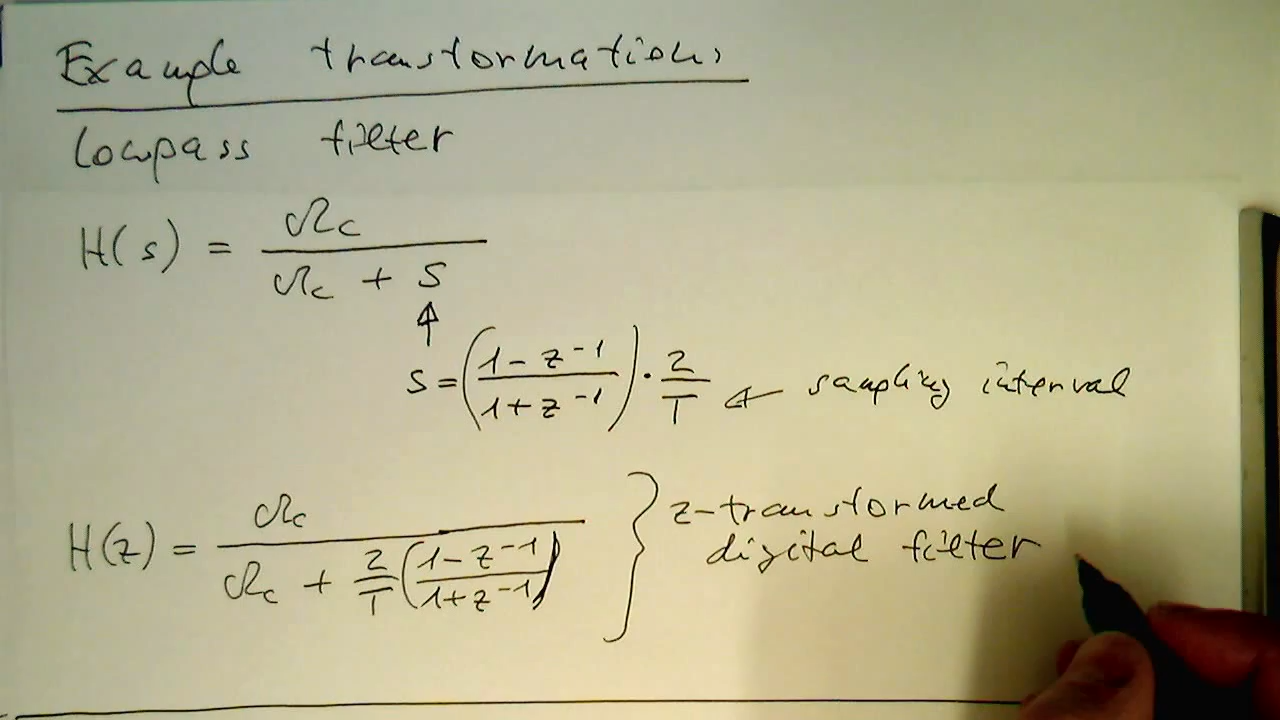 Example transformations
Lowpass filter
H(s) = Ωc / (Ωc + s)
↑
s = ((1 - z^-1) / (1 + z^-1)) · 2/T ← sampling interval
H(z) = Ωc / (Ωc + 2/T ((1 - z^-1) / (1 + z^-1))) } z-transformed
digital filter